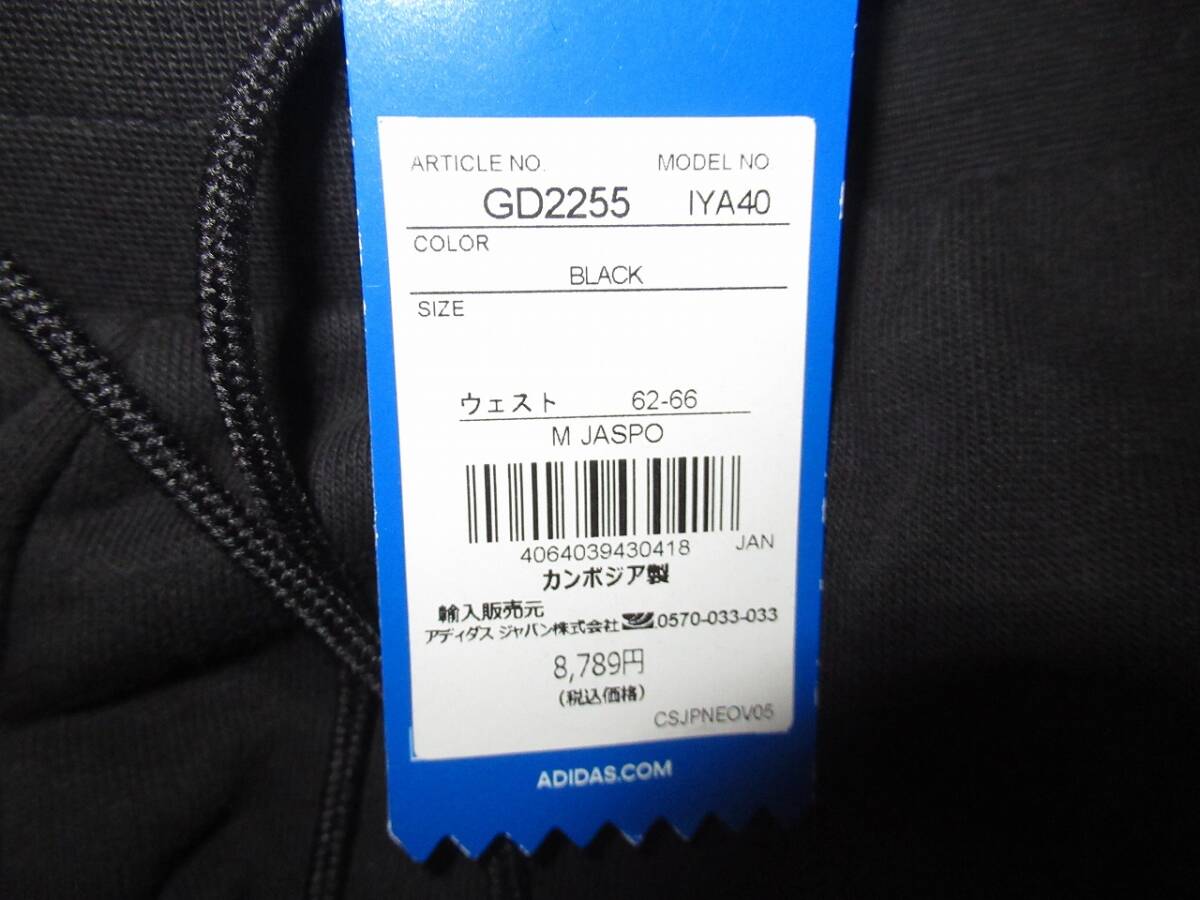 ARTICLE NO. MODEL NO
GD2255 IYA40
COLOR
BLACK
SIZE
ウェスト 62-66
M JASPO
4064039430418 JAN
カンボジア製
輸入販売元
アディダス ジャパン株式会社 0570-033-033
8,789円
(税込価格)
CSJPNEOV05
ADIDAS.COM